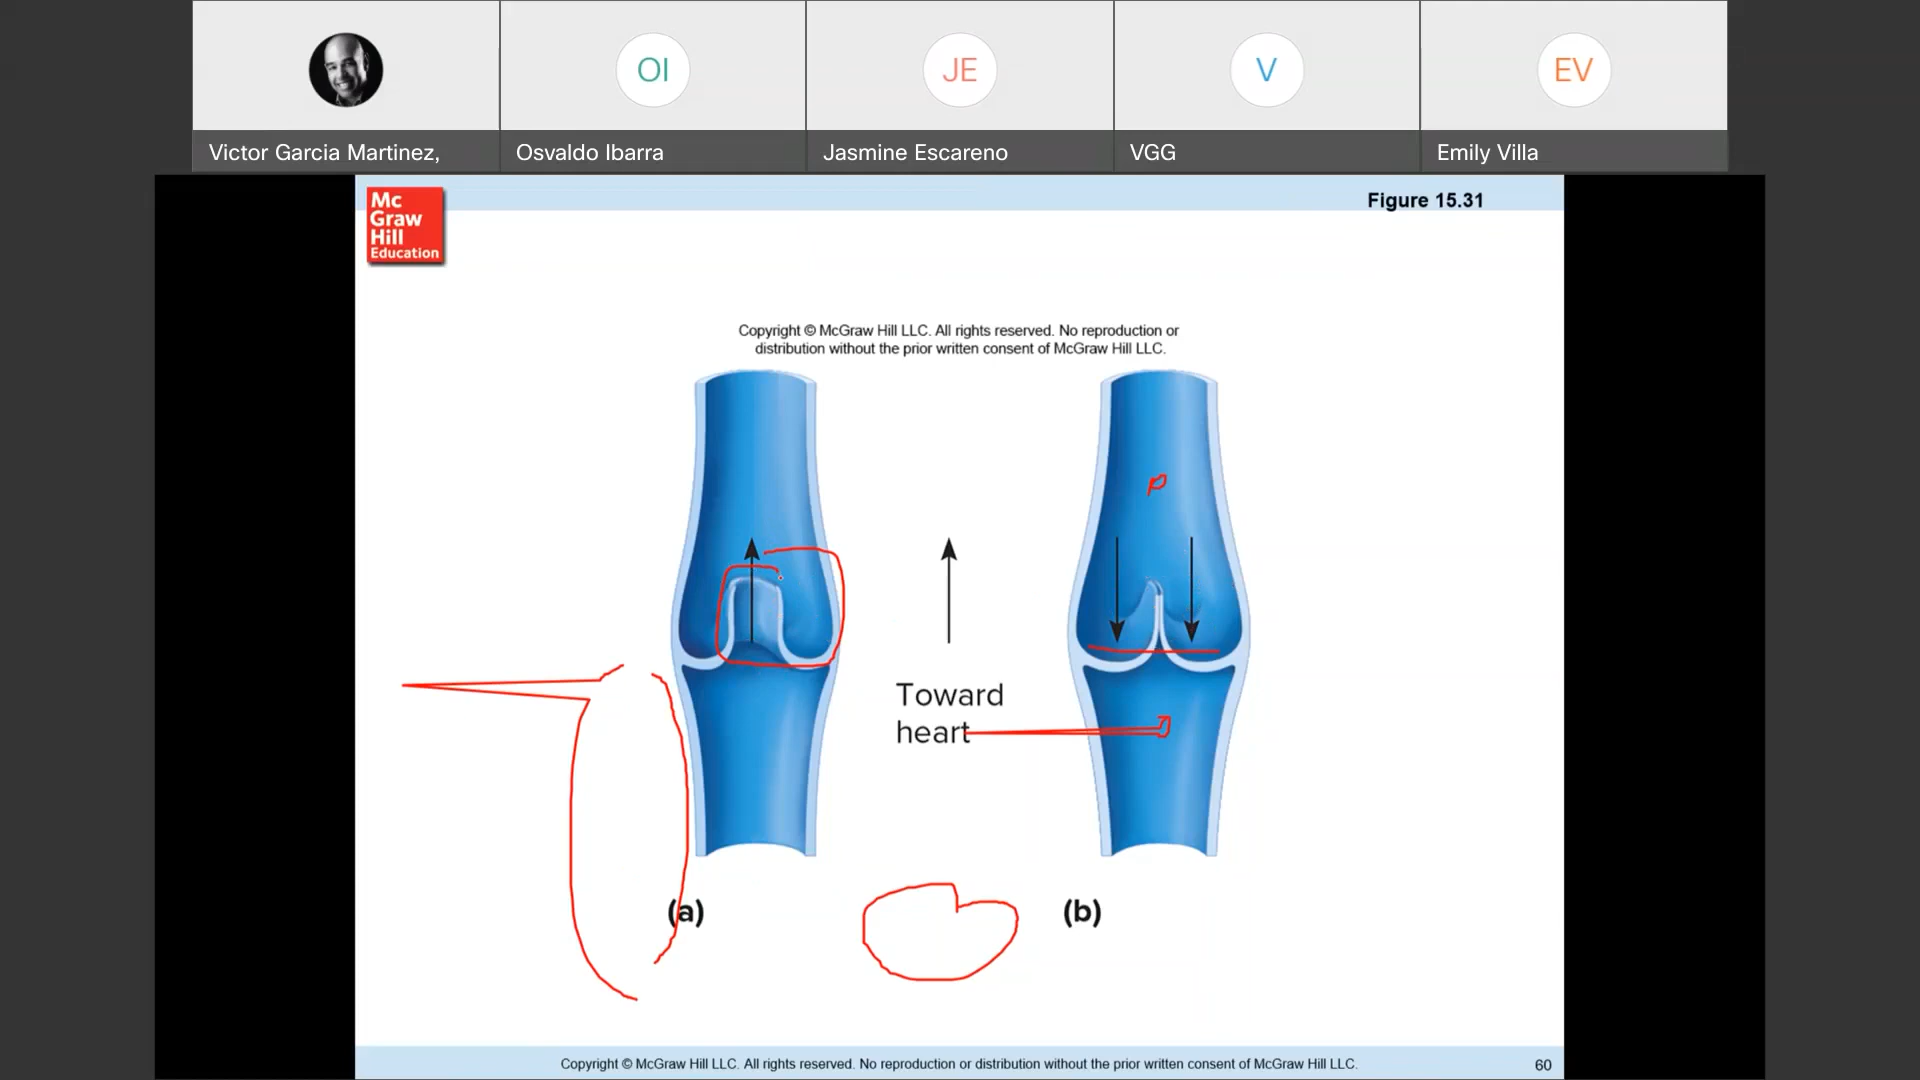 OI
JE
V
EV
Victor Garcia Martinez,
Osvaldo Ibarra
Jasmine Escareno
VGG
Emily Villa
Mc
Graw
Hill
Education
Figure 15.31
Copyright © McGraw Hill LLC. All rights reserved. No reproduction or
distribution without the prior written consent of McGraw Hill LLC.
P
Toward
heart
(a)
(b)
Copyright © McGraw Hill LLC. All rights reserved. No reproduction or distribution without the prior written consent of McGraw Hill LLC.
60